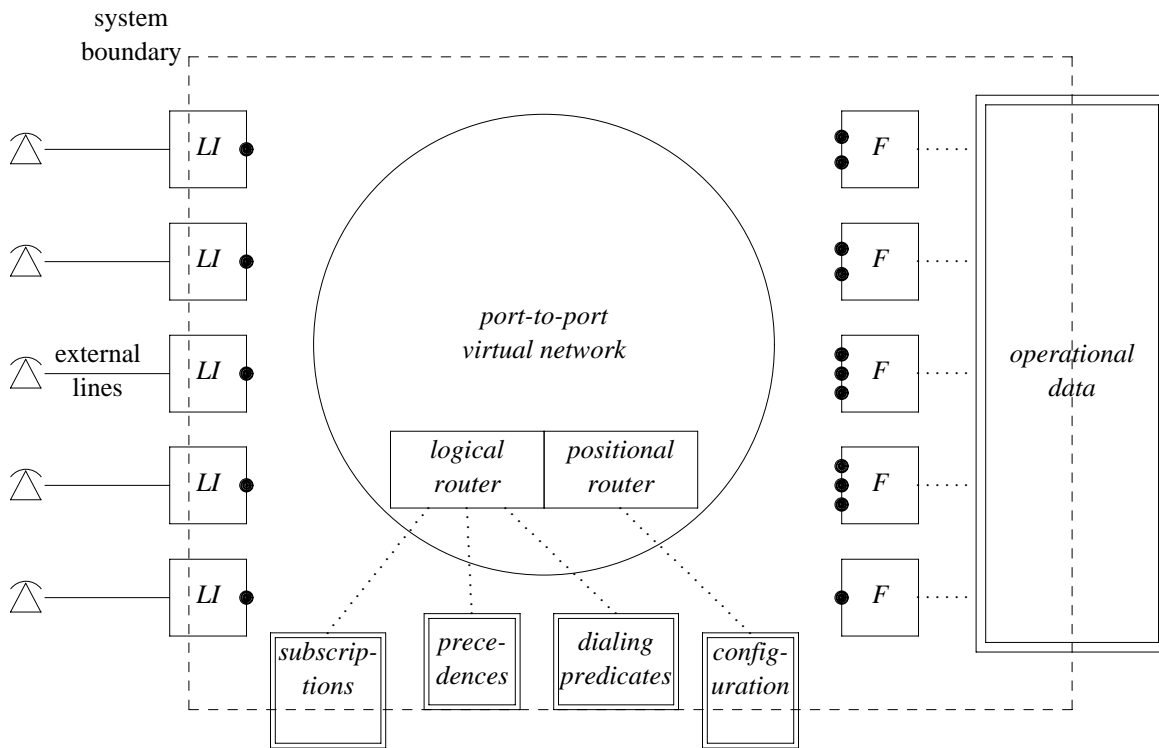 system
boundary
LI
F
LI
F
port-to-port
virtual network
external
lines
LI
F
operational
data
logical
router
positional
router
LI
F
LI
F
subscrip-
tions
prece-
dences
dialing
predicates
config-
uration